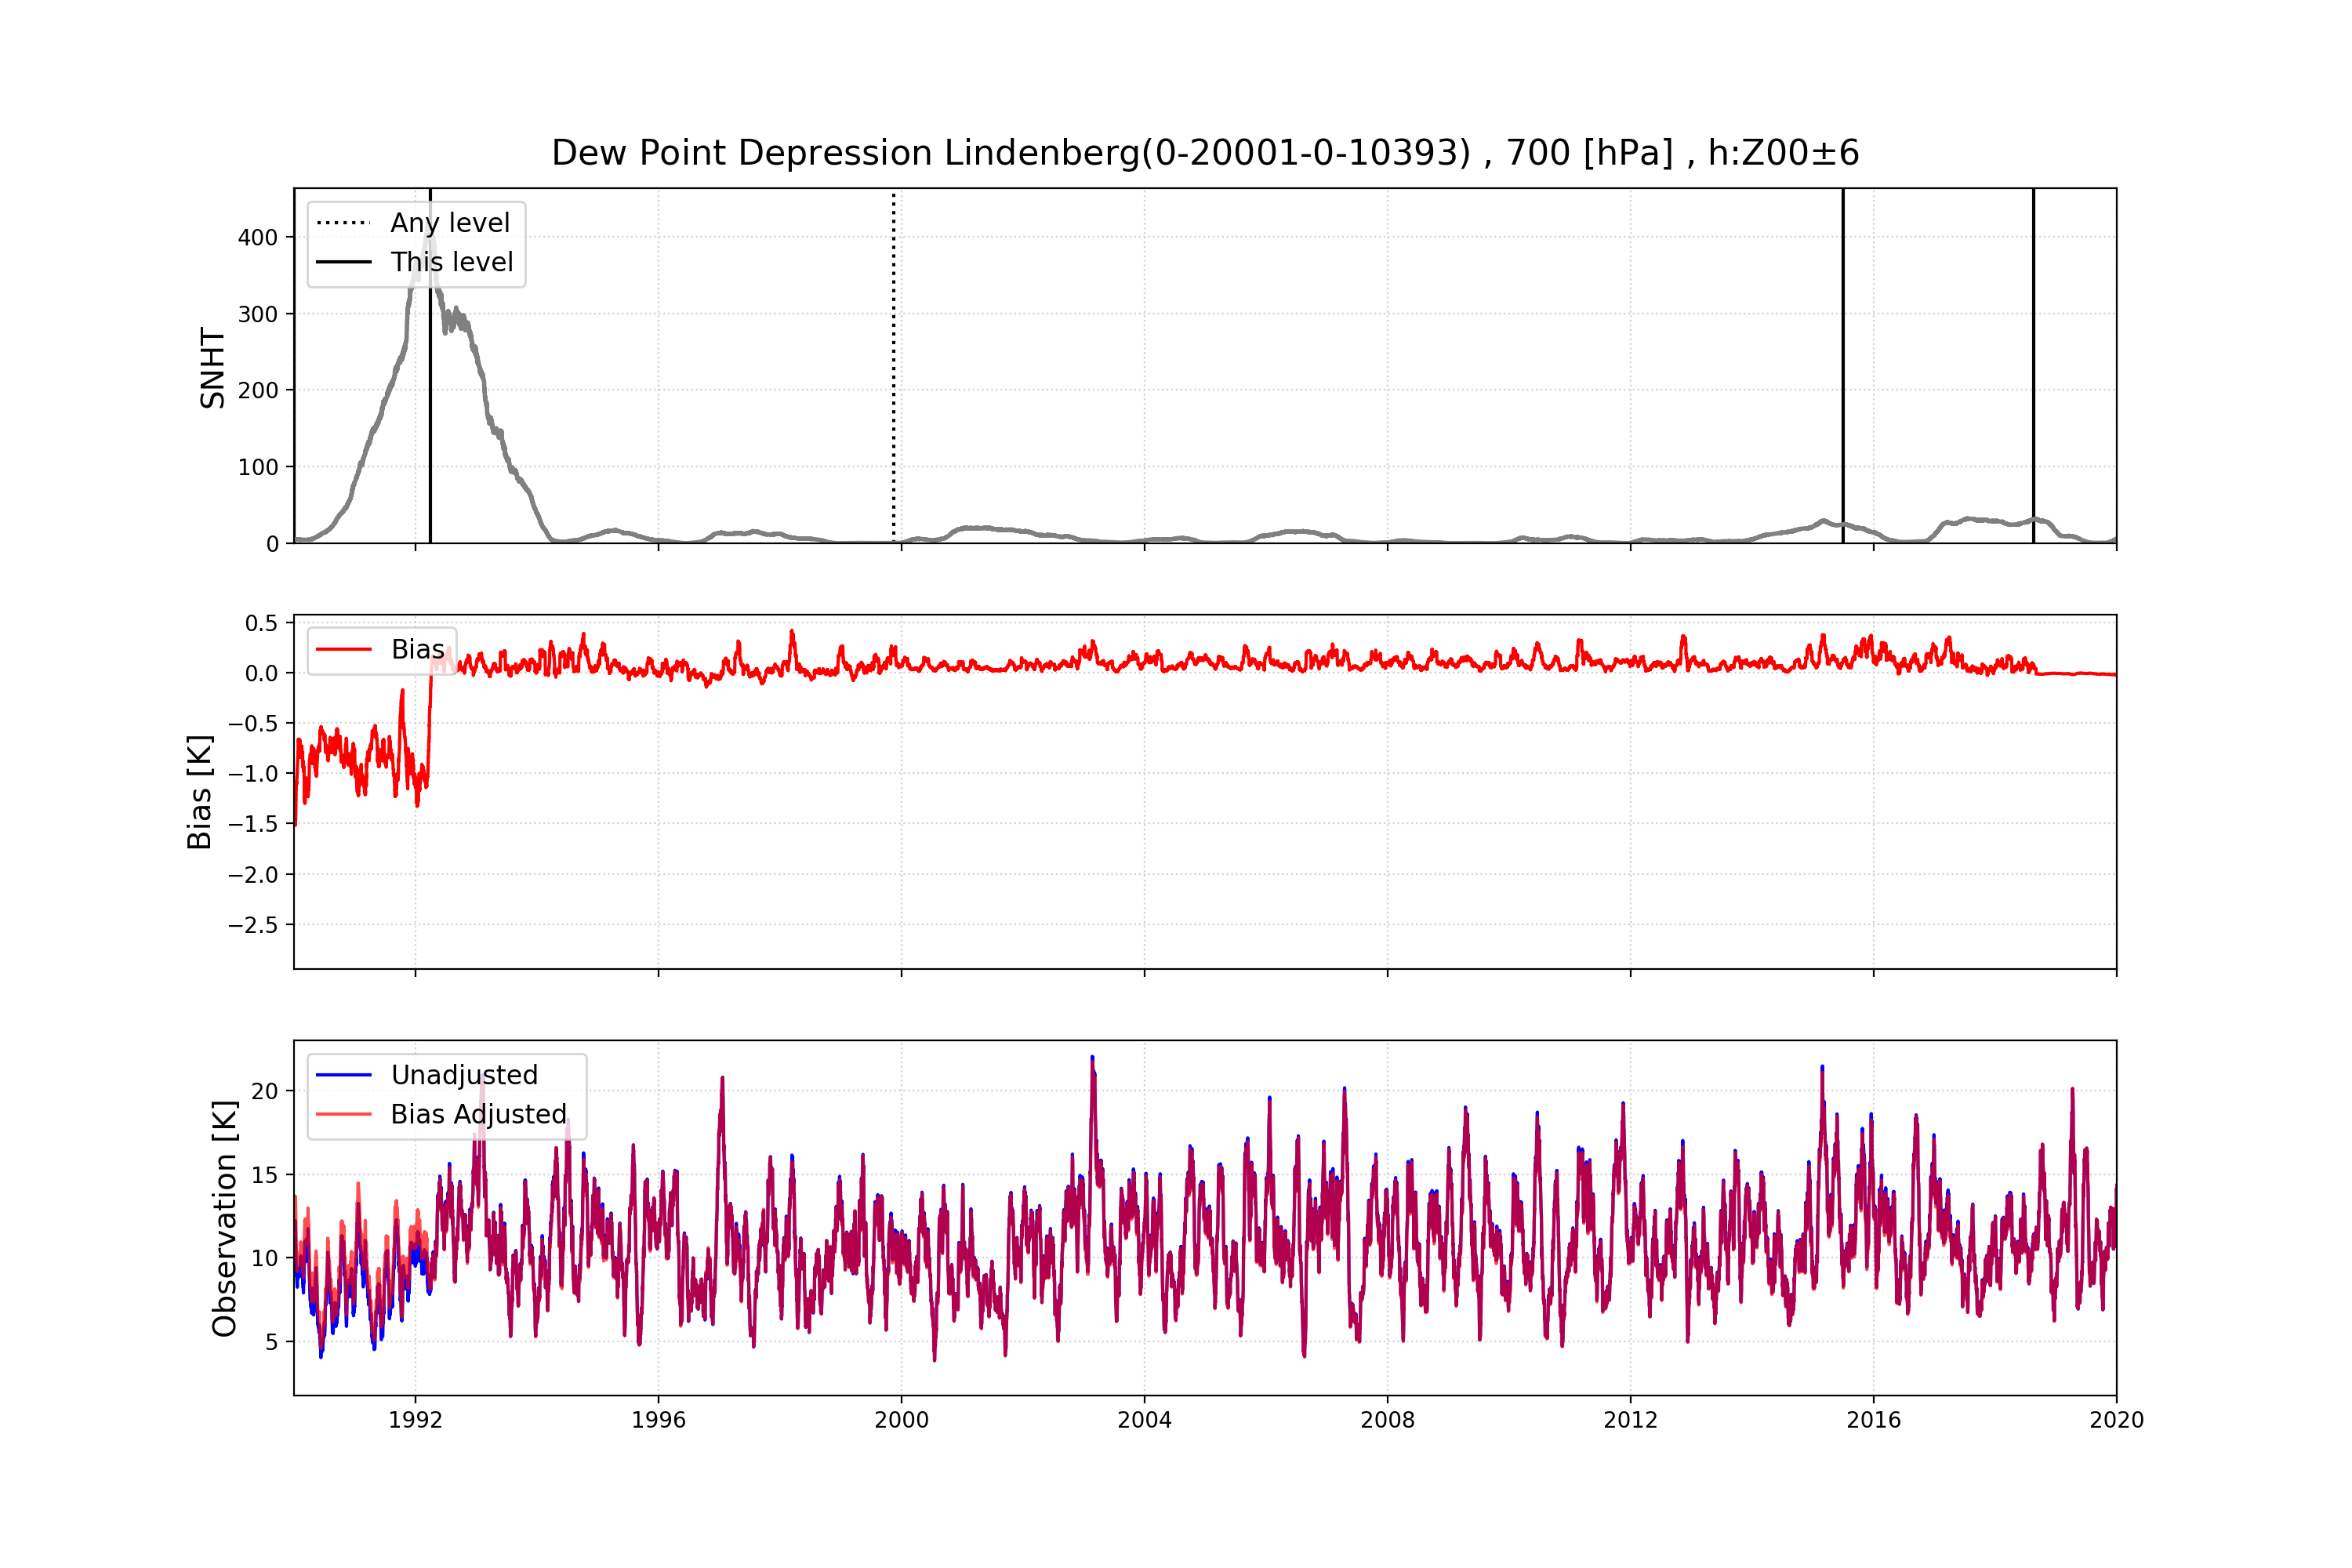 Dew Point Depression Lindenberg(0-20001-0-10393) , 700 [hPa] , h:Z00±6
SNHT
400
300
200
100
0
Any level
This level
Bias [K]
0.5
0.0
−0.5
−1.0
−1.5
−2.0
−2.5
Bias
Observation [K]
20
15
10
5
Unadjusted
Bias Adjusted
1992 1996 2000 2004 2008 2012 2016 2020